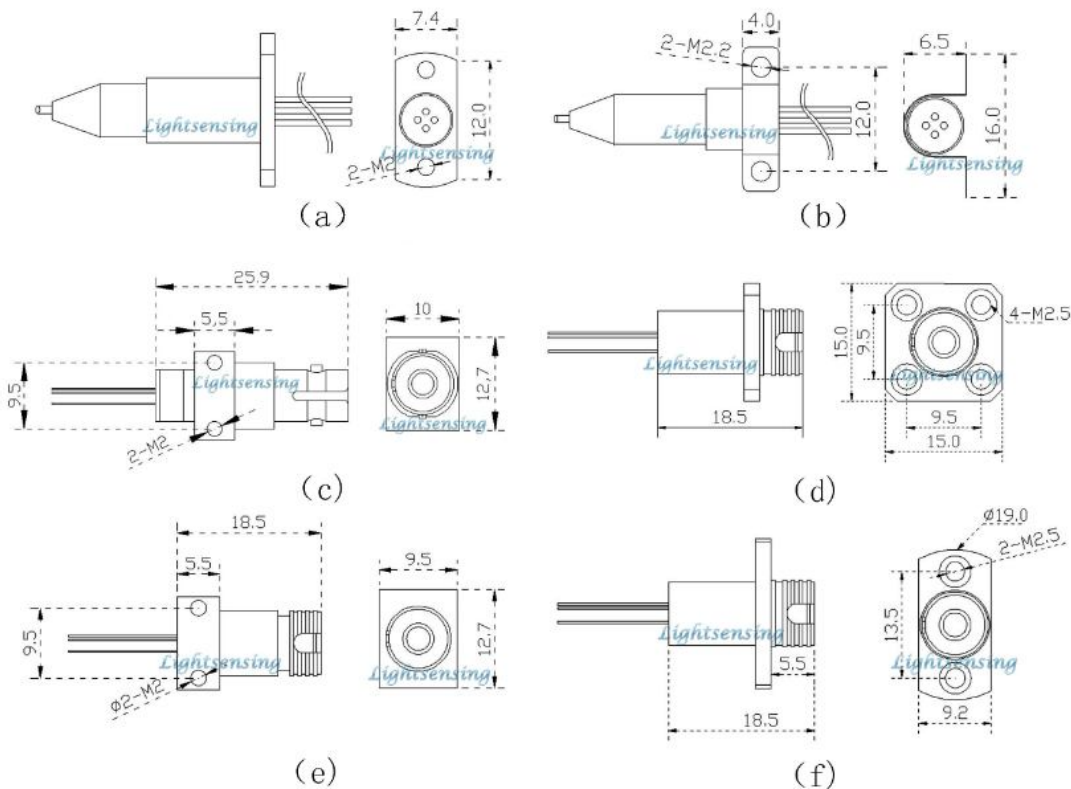 7.4
Lightsensing
12.0
Lightsensing
2-M2
(a)
4.0
2-M2.2
6.5
12.0
16.0
Lightsensing
Lightsensing
(b)
25.9
5,5
10
9.5
Lightsensing
12.7
Lightsensing
2-M2
(c)
4-M2.5
15.0
9.5
Lightsensing
Lightsensing
18.5
9.5
15.0
(d)
18.5
5.5
9.5
9.5
12.7
Lightsensing
Lightsensing
ø2-M2
(e)
ø19.0
2-M2.5
13.5
Lightsensing
Lightsensing
5.5
18.5
9.2
(f)